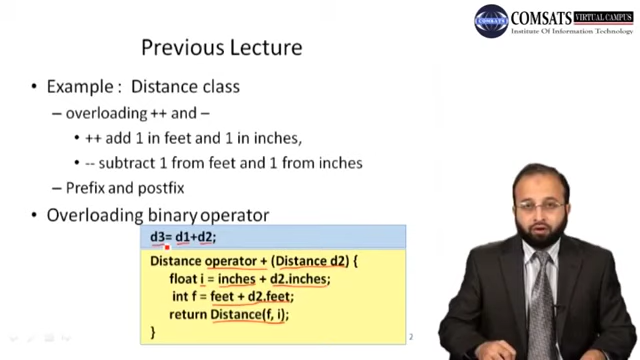 COMSATS VIRTUAL CAMPUS
Institute Of Information Technology
Previous Lecture
• Example : Distance class
– overloading ++ and –
• ++ add 1 in feet and 1 in inches,
• -- subtract 1 from feet and 1 from inches
– Prefix and postfix
• Overloading binary operator
d3= d1+d2;
Distance operator + (Distance d2) {
float i = inches + d2.inches;
int f = feet + d2.feet;
return Distance(f, i);
}
2